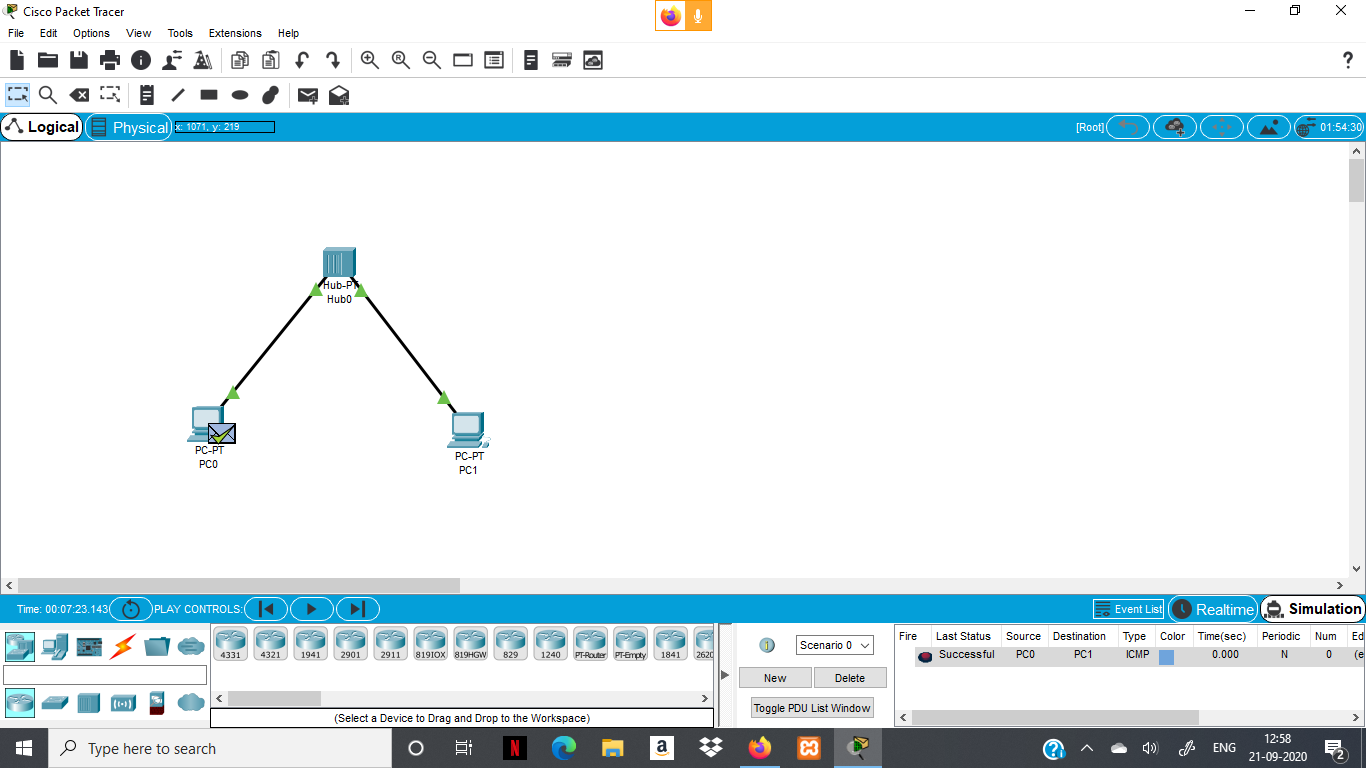 Cisco Packet Tracer
File Edit Options View Tools Extensions Help
Logical Physical x: 1071, y: 219 [Root] 01:54:30
Hub-PT
Hub0
PC-PT
PC0
PC-PT
PC1
Time: 00:07:23.143 PLAY CONTROLS: Event List Realtime Simulation
4331 4321 1941 2901 2911 819IOX 819HGW 829 1240 PT-Router PT-Empty 1841 2620
(Select a Device to Drag and Drop to the Workspace)
Scenario 0
New Delete
Toggle PDU List Window
Fire Last Status Source Destination Type Color Time(sec) Periodic Num Ed
Successful PC0 PC1 ICMP 0.000 N 0 (e
Type here to search
ENG
12:58
21-09-2020
2